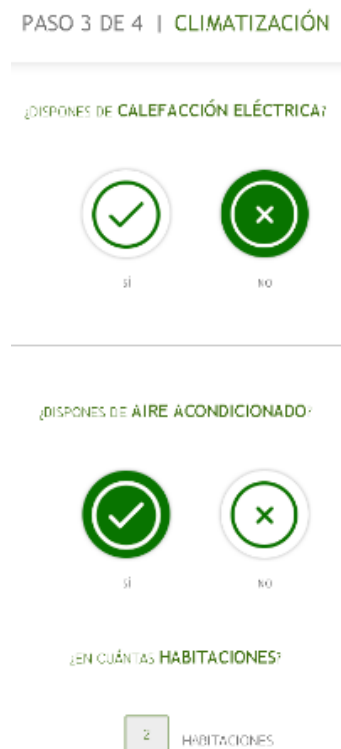 PASO 3 DE 4 | CLIMATIZACIÓN
¿DISPONES DE CALEFACCIÓN ELÉCTRICA?
SÍ NO
¿DISPONES DE AIRE ACONDICIONADO?
SÍ NO
¿EN CUÁNTAS HABITACIONES?
2 HABITACIONES